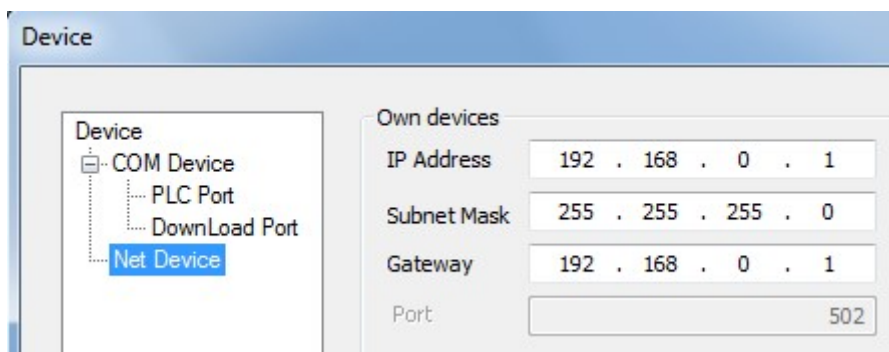 Device
Device
COM Device
PLC Port
DownLoad Port
Net Device
Own devices
IP Address 192 . 168 . 0 . 1
Subnet Mask 255 . 255 . 255 . 0
Gateway 192 . 168 . 0 . 1
Port 502